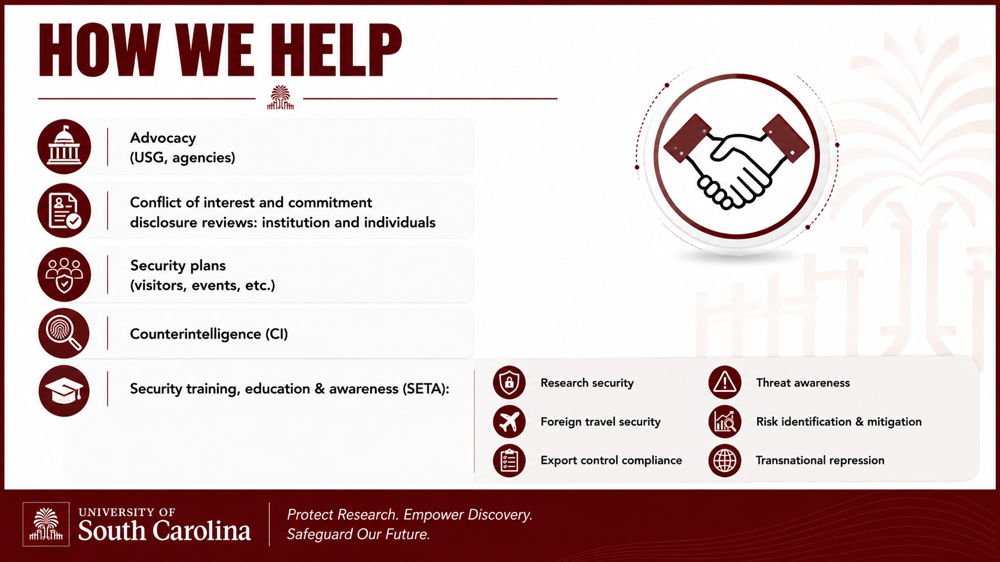 HOW WE HELP
Advocacy
(USG, agencies)
Conflict of interest and commitment
disclosure reviews: institution and individuals
Security plans
(visitors, events, etc.)
Counterintelligence (CI)
Security training, education & awareness (SETA):
Research security
Foreign travel security
Export control compliance
Threat awareness
Risk identification & mitigation
Transnational repression
UNIVERSITY OF
South Carolina
Protect Research. Empower Discovery.
Safeguard Our Future.